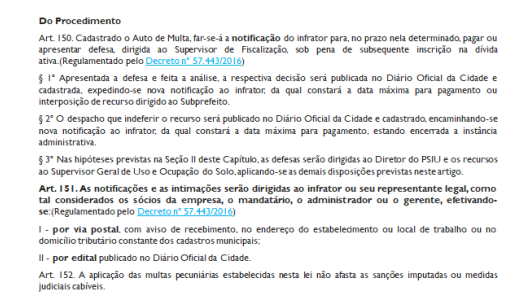 Do Procedimento
Art. 150. Cadastrado o Auto de Multa, far-se-á a notificação do infrator para, no prazo nela determinado, pagar ou
apresentar defesa, dirigida ao Supervisor de Fiscalização, sob pena de subsequente inscrição na dívida
ativa.(Regulamentado pelo Decreto nº 57.443/2016)
§ 1º Apresentada a defesa e feita a análise, a respectiva decisão será publicada no Diário Oficial da Cidade e
cadastrada, expedindo-se nova notificação ao infrator, da qual constará a data máxima para pagamento ou
interposição de recurso dirigido ao Subprefeito.
§ 2º O despacho que indeferir o recurso será publicado no Diário Oficial da Cidade e cadastrado, encaminhando-se
nova notificação ao infrator, da qual constará a data máxima para pagamento, estando encerrada a instância
administrativa.
§ 3º Nas hipóteses previstas na Seção II deste Capítulo, as defesas serão dirigidas ao Diretor do PSIU e os recursos
ao Supervisor Geral de Uso e Ocupação do Solo, aplicando-se as demais disposições previstas neste artigo.
Art. 151. As notificações e as intimações serão dirigidas ao infrator ou seu representante legal, como
tal considerados os sócios da empresa, o mandatário, o administrador ou o gerente, efetivando-
se:(Regulamentado pelo Decreto nº 57.443/2016)
I - por via postal, com aviso de recebimento, no endereço do estabelecimento ou local de trabalho ou no
domicílio tributário constante dos cadastros municipais;
II - por edital publicado no Diário Oficial da Cidade.
Art. 152. A aplicação das multas pecuniárias estabelecidas nesta lei não afasta as sanções imputadas ou medidas
judiciais cabíveis.